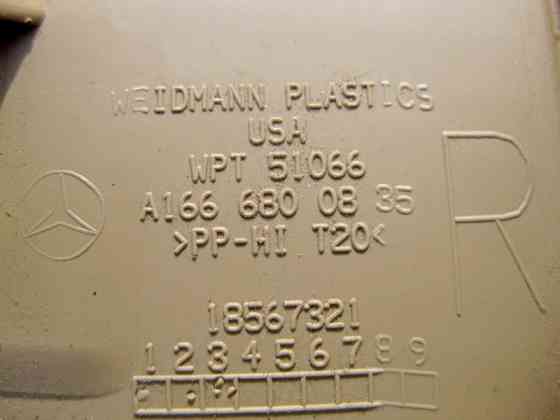 WEIDMANN PLASTICS
USA
WPT 51066
A166 680 08 35
>PP-HI T20<
R
18567321
1 2 3 4 5 6 7 8 9